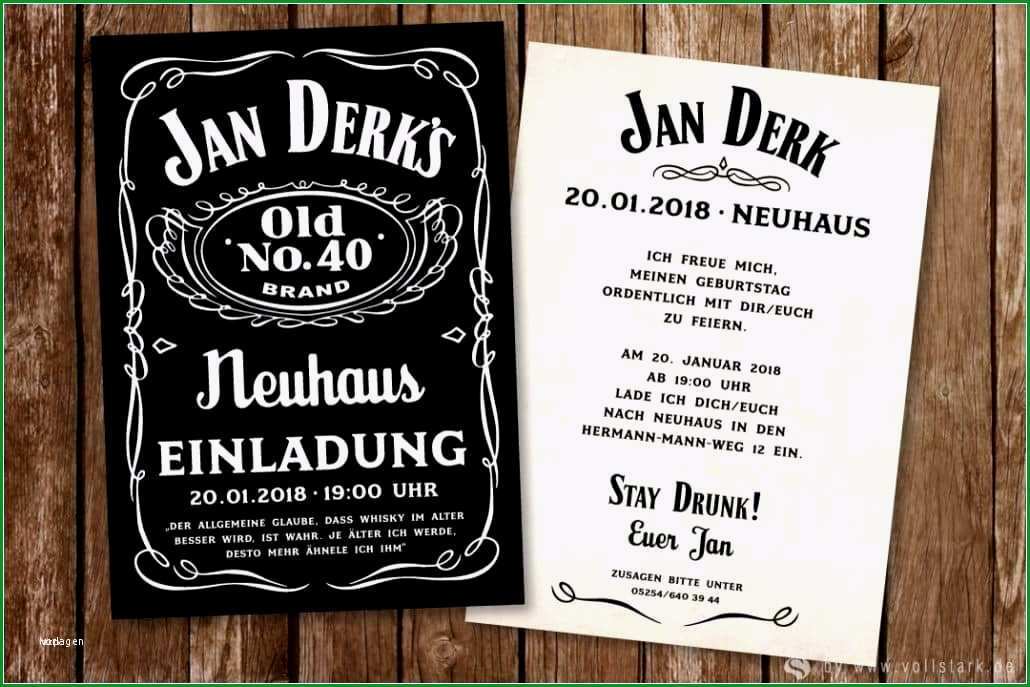 JAN DERK'S
Old
No. 40
BRAND
Neuhaus
EINLADUNG
20.01.2018 · 19:00 UHR
„DER ALLGEMEINE GLAUBE, DASS WHISKY IM ALTER
BESSER WIRD, IST WAHR. JE ÄLTER ICH WERDE,
DESTO MEHR ÄHNELE ICH IHM“
JAN DERK
20.01.2018 · NEUHAUS
ICH FREUE MICH,
MEINEN GEBURTSTAG
ORDENTLICH MIT DIR/EUCH
ZU FEIERN.
AM 20. JANUAR 2018
AB 19:00 UHR
LADE ICH DICH/EUCH
NACH NEUHAUS IN DEN
HERMANN-MANN-WEG 12 EIN.
STAY DRUNK!
Euer Jan
ZUSAGEN BITTE UNTER
05254/640 39 44
by www.vollstark.de